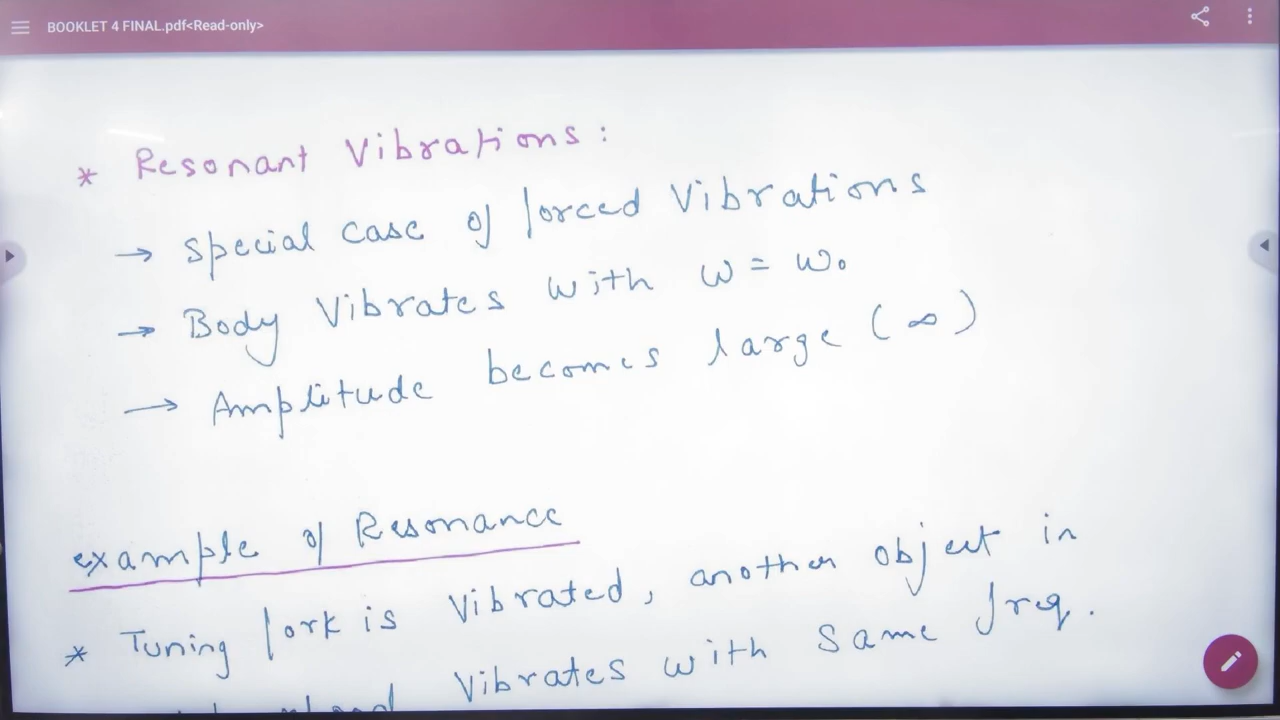 BOOKLET 4 FINAL.pdf<Read-only>
* Resonant Vibrations:
→ special case of forced Vibrations
→ Body Vibrates with ω = ω₀
→ Amplitude becomes large (∞)
example of Resonance
* Tuning fork is Vibrated, another object in
Vibrates with same freq.